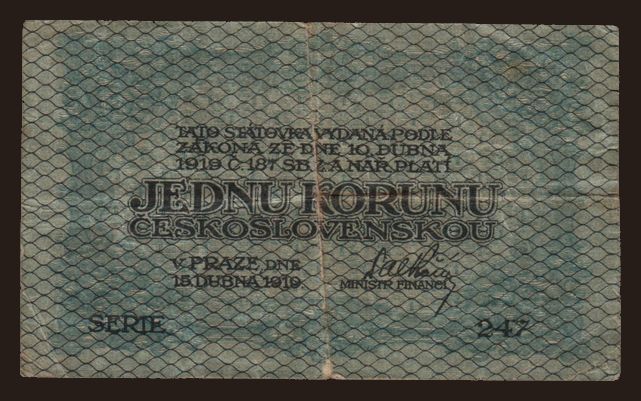 TATO STÁTOVKA VYDANÁ PODLE
ZÁKONA ZE DNE 10. DUBNA
1919 Č. 187 SB. Z. A NAŘ. PLATÍ
JEDNU KORUNU
ČESKOSLOVENSKOU
V PRAZE, DNE
15. DUBNA 1919.
MINISTR FINANCÍ
SERIE 247